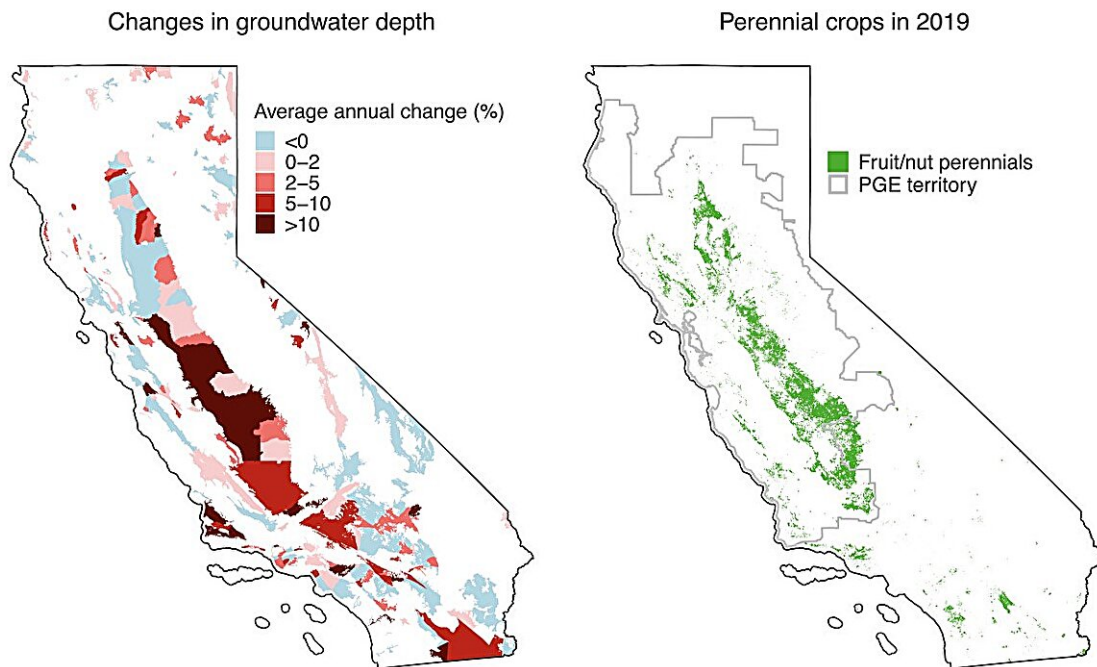 Changes in groundwater depth
Average annual change (%)
<0
0–2
2–5
5–10
>10
Perennial crops in 2019
Fruit/nut perennials
PGE territory